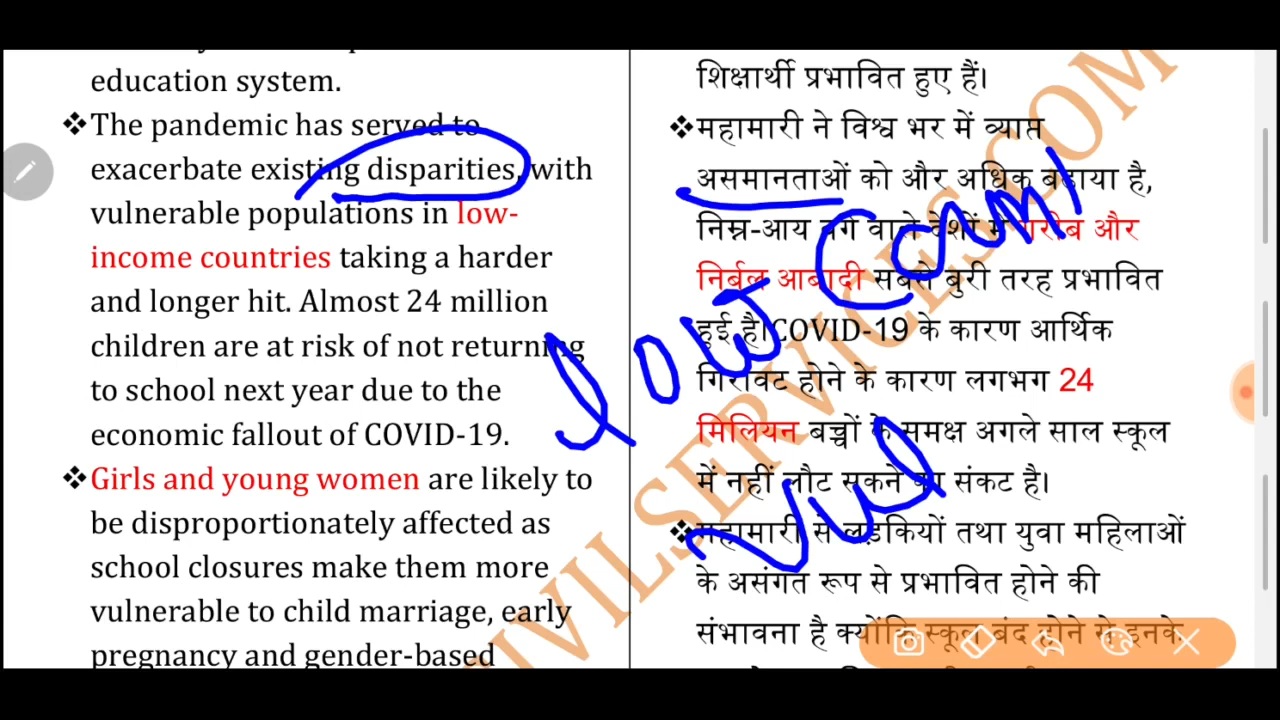 education system.
❖The pandemic has served to
exacerbate existing disparities, with
vulnerable populations in low-
income countries taking a harder
and longer hit. Almost 24 million
children are at risk of not returning
to school next year due to the
economic fallout of COVID-19.
❖Girls and young women are likely to
be disproportionately affected as
school closures make them more
vulnerable to child marriage, early
pregnancy and gender-based
शिक्षार्थी प्रभावित हुए हैं।
❖महामारी ने विश्व भर में व्याप्त
असमानताओं को और अधिक बढ़ाया है,
निम्न-आय वर्ग वाले देशों में गरीब और
निर्बल आबादी सबसे बुरी तरह प्रभावित
हुई है।COVID-19 के कारण आर्थिक
गिरावट होने के कारण लगभग 24
मिलियन बच्चों के समक्ष अगले साल स्कूल
में नहीं लौट सकने का संकट है।
❖महामारी से लड़कियों तथा युवा महिलाओं
के असंगत रूप से प्रभावित होने की
संभावना है क्योंकि स्कूल बंद होने से इनके
low
Vul
CIVILSERVICES.COM